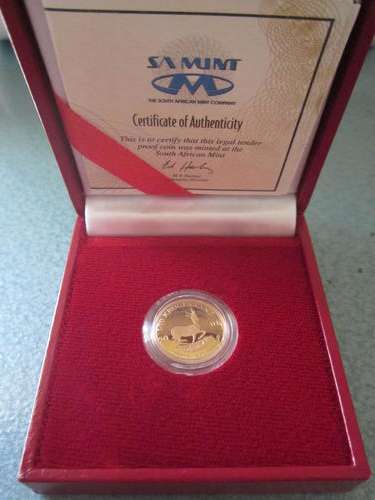 SA MINT
THE SOUTH AFRICAN MINT COMPANY
Certificate of Authenticity
This is to certify that this legal tender
proof coin was minted at the
South African Mint